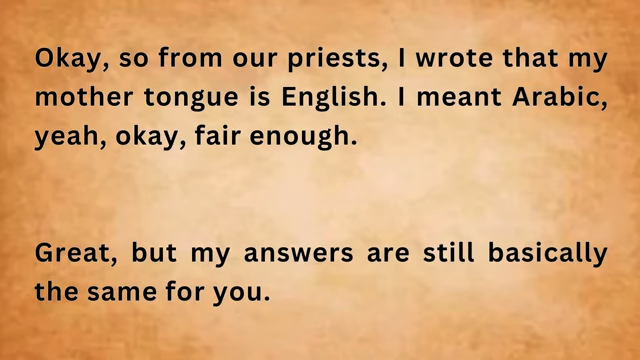 Okay, so from our priests, I wrote that my
mother tongue is English. I meant Arabic,
yeah, okay, fair enough.
Great, but my answers are still basically
the same for you.